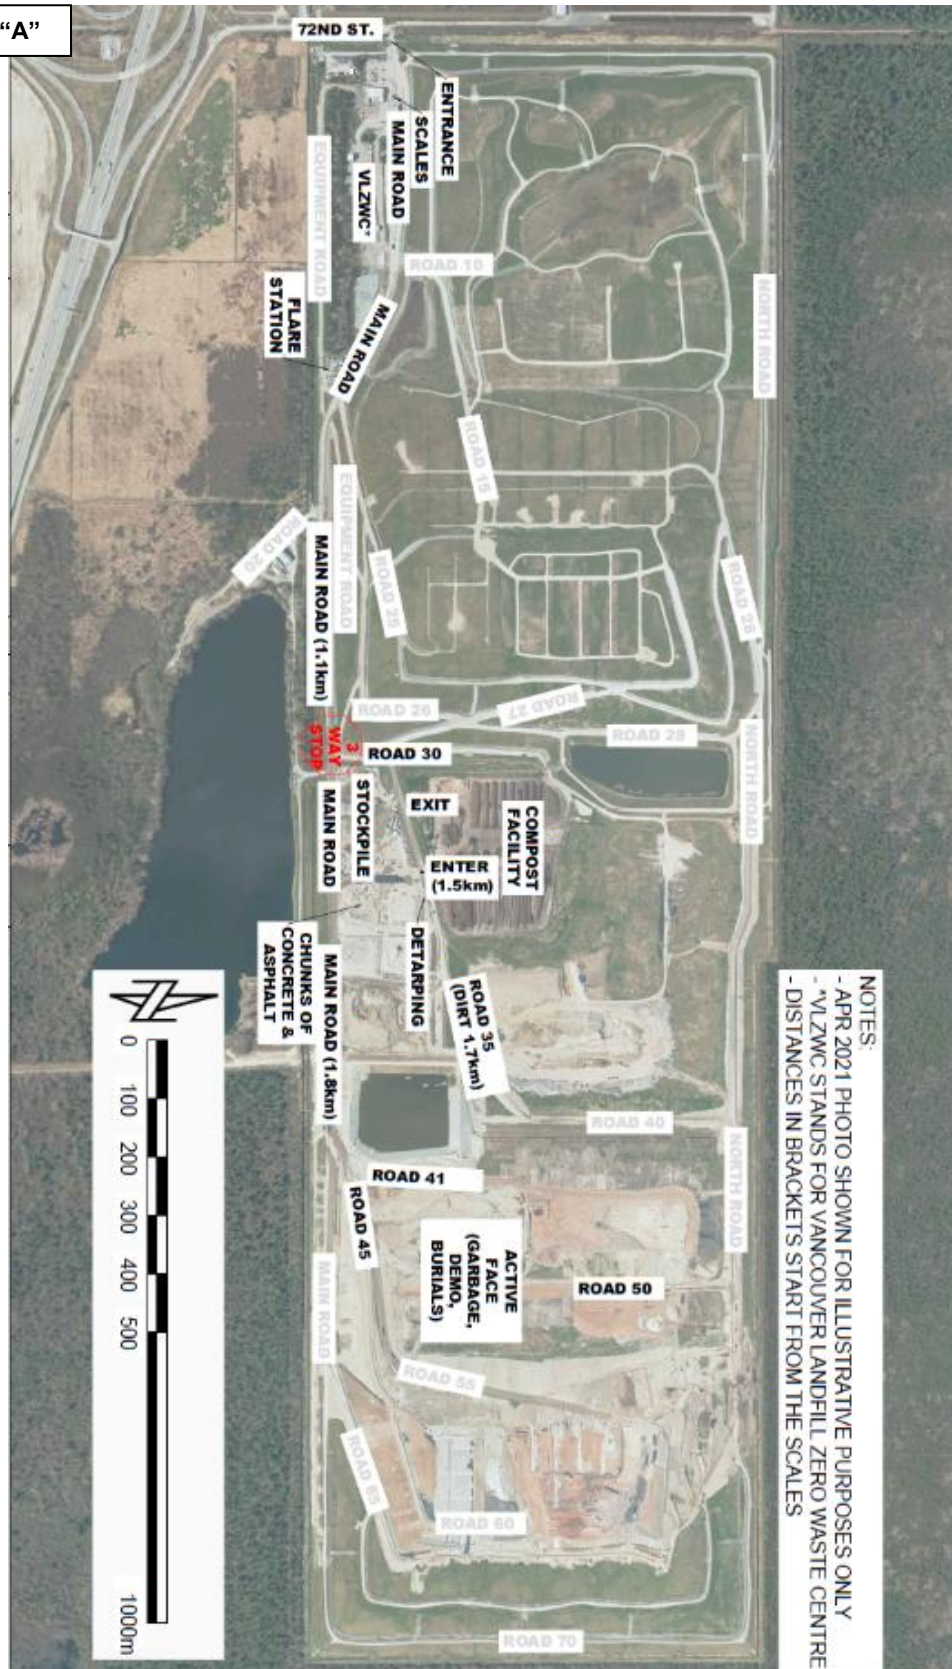 “A”
72ND ST.
ENTRANCE
SCALES
MAIN ROAD
VLZWC*
EQUIPMENT ROAD
ROAD 10
NORTH ROAD
FLARE
STATION
MAIN ROAD
ROAD 15
EQUIPMENT ROAD
ROAD 20
MAIN ROAD (1.1km)
ROAD 25
ROAD 28
ROAD 26
ROAD 27
ROAD 28
NORTH ROAD
3
WAY
STOP
ROAD 30
MAIN ROAD
STOCKPILE
EXIT
COMPOST
FACILITY
ENTER
(1.5km)
DETARPING
CHUNKS OF
CONCRETE &
ASPHALT
MAIN ROAD (1.8km)
ROAD 35
(DIRT 1.7km)
ROAD 40
NORTH ROAD
ROAD 41
ROAD 45
ACTIVE
FACE
(GARBAGE,
DEMO,
BURIALS)
ROAD 50
MAIN ROAD
ROAD 55
ROAD 65
ROAD 60
ROAD 70
NOTES:
- APR 2021 PHOTO SHOWN FOR ILLUSTRATIVE PURPOSES ONLY
- *VLZWC STANDS FOR VANCOUVER LANDFILL ZERO WASTE CENTRE
- DISTANCES IN BRACKETS START FROM THE SCALES
0
100
200
300
400
500
1000m